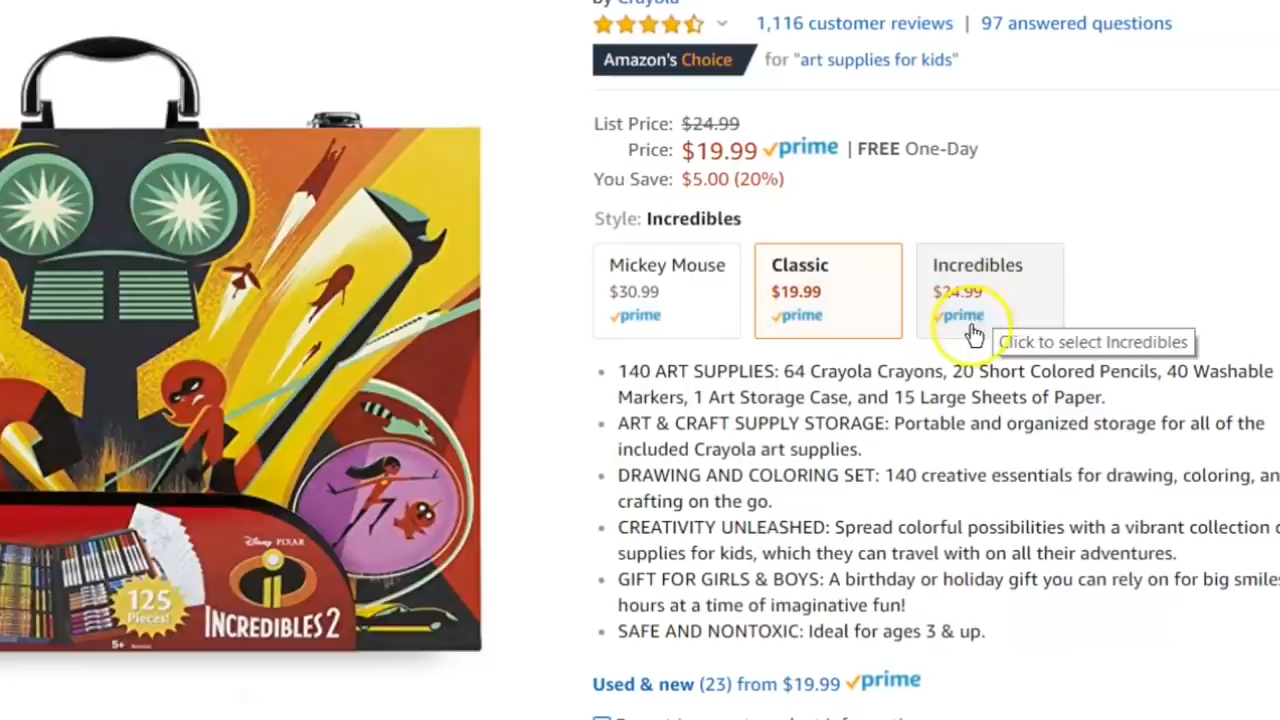 by Crayola
1,116 customer reviews | 97 answered questions
Amazon's Choice for "art supplies for kids"
List Price: $24.99
Price: $19.99 prime | FREE One-Day
You Save: $5.00 (20%)
Style: Incredibles
Mickey Mouse
$30.99
prime
Classic
$19.99
prime
Incredibles
$24.99
prime
Click to select Incredibles
• 140 ART SUPPLIES: 64 Crayola Crayons, 20 Short Colored Pencils, 40 Washable
Markers, 1 Art Storage Case, and 15 Large Sheets of Paper.
• ART & CRAFT SUPPLY STORAGE: Portable and organized storage for all of the
included Crayola art supplies.
• DRAWING AND COLORING SET: 140 creative essentials for drawing, coloring, an
crafting on the go.
• CREATIVITY UNLEASHED: Spread colorful possibilities with a vibrant collection
supplies for kids, which they can travel with on all their adventures.
• GIFT FOR GIRLS & BOYS: A birthday or holiday gift you can rely on for big smiles
hours at a time of imaginative fun!
• SAFE AND NONTOXIC: Ideal for ages 3 & up.
Used & new (23) from $19.99 prime
Disney PIXAR
INCREDIBLES 2
125
Pieces!
5+